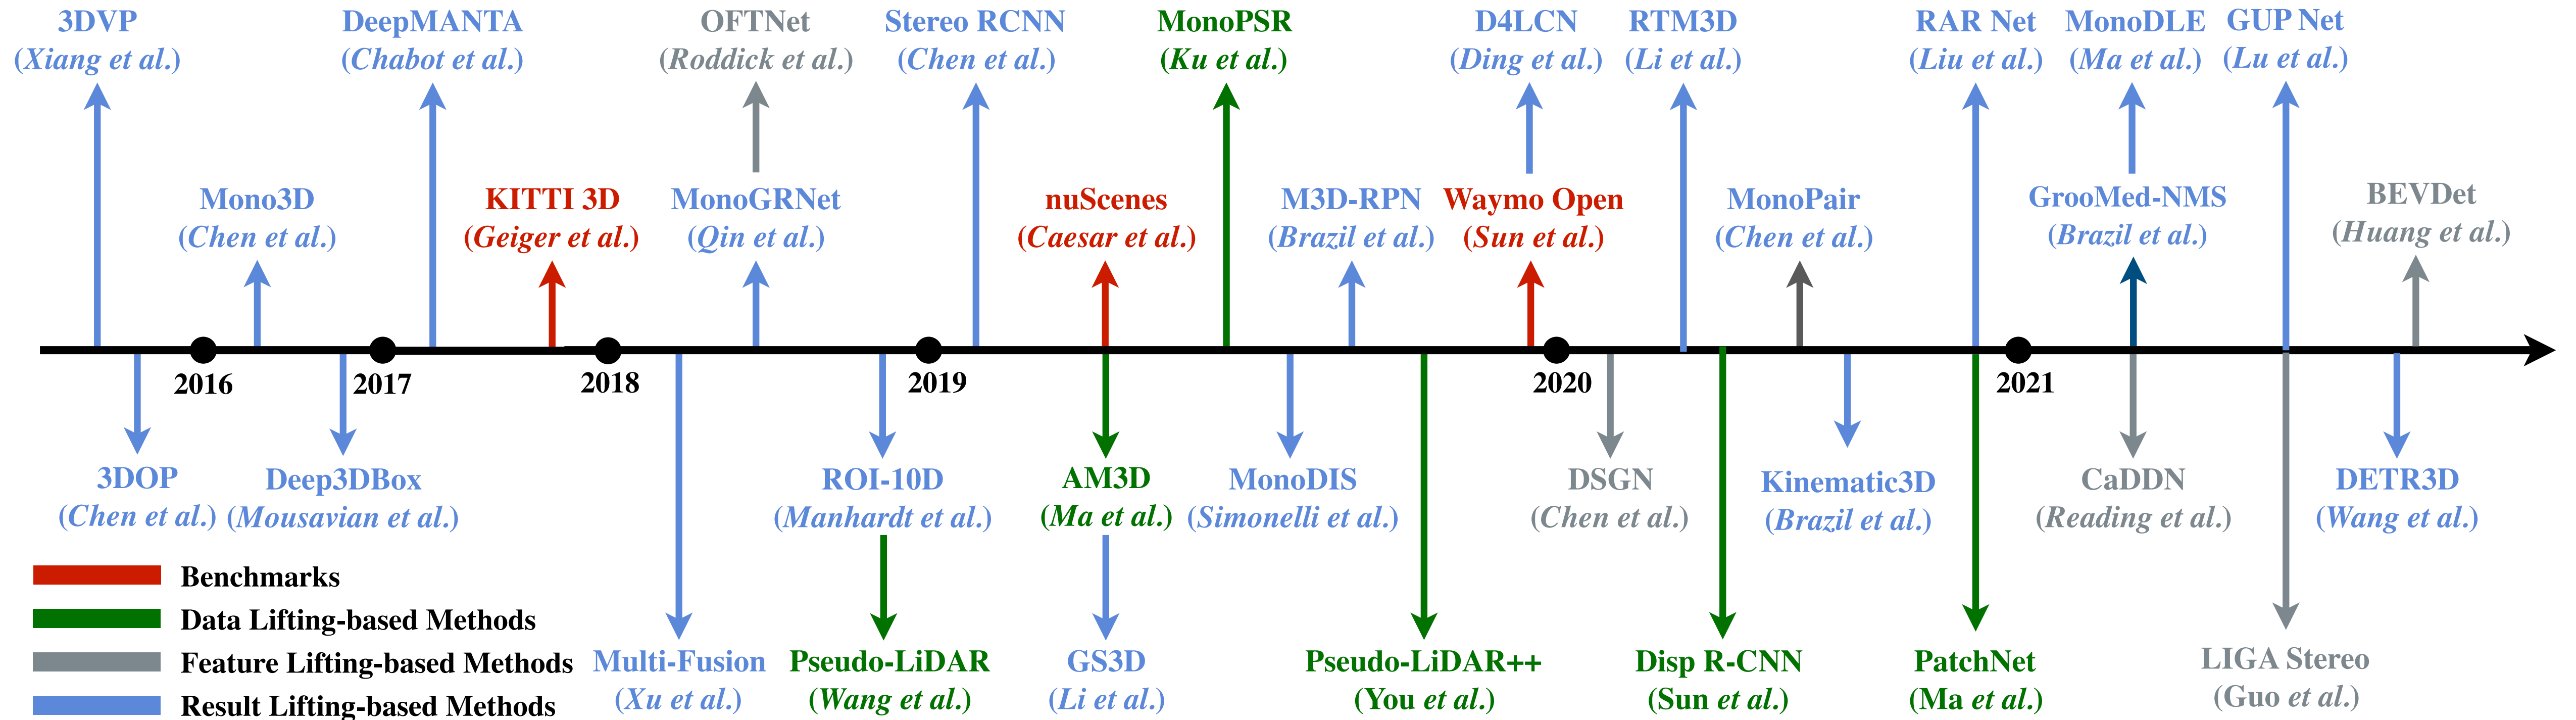 3DVP
(Xiang et al.)
DeepMANTA
(Chabot et al.)
OFTNet
(Roddick et al.)
Stereo RCNN
(Chen et al.)
MonoPSR
(Ku et al.)
D4LCN
(Ding et al.)
RTM3D
(Li et al.)
RAR Net
(Liu et al.)
MonoDLE
(Ma et al.)
GUP Net
(Lu et al.)
Mono3D
(Chen et al.)
KITTI 3D
(Geiger et al.)
MonoGRNet
(Qin et al.)
nuScenes
(Caesar et al.)
M3D-RPN
(Brazil et al.)
Waymo Open
(Sun et al.)
MonoPair
(Chen et al.)
GrooMed-NMS
(Brazil et al.)
BEVDet
(Huang et al.)
2016
2017
2018
2019
2020
2021
3DOP
(Chen et al.)
Deep3DBox
(Mousavian et al.)
ROI-10D
(Manhardt et al.)
AM3D
(Ma et al.)
MonoDIS
(Simonelli et al.)
DSGN
(Chen et al.)
Kinematic3D
(Brazil et al.)
CaDDN
(Reading et al.)
DETR3D
(Wang et al.)
Benchmarks
Data Lifting-based Methods
Feature Lifting-based Methods
Result Lifting-based Methods
Multi-Fusion
(Xu et al.)
Pseudo-LiDAR
(Wang et al.)
GS3D
(Li et al.)
Pseudo-LiDAR++
(You et al.)
Disp R-CNN
(Sun et al.)
PatchNet
(Ma et al.)
LIGA Stereo
(Guo et al.)